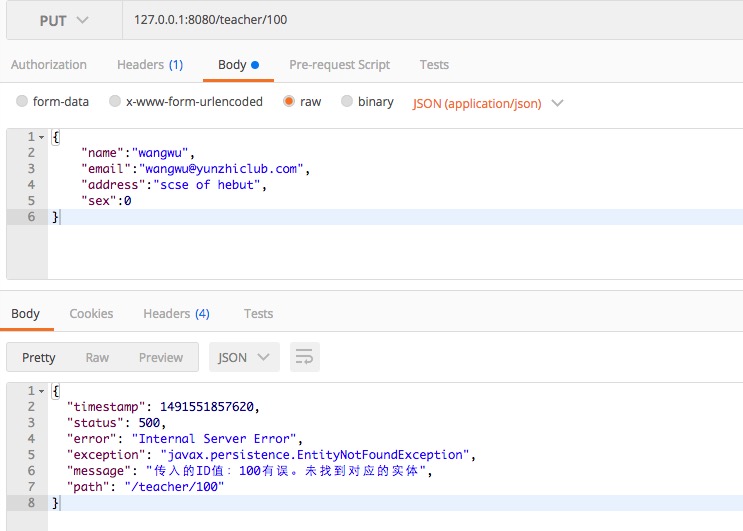 PUT 127.0.0.1:8080/teacher/100
Authorization Headers (1) Body Pre-request Script Tests
form-data x-www-form-urlencoded raw binary JSON (application/json)
1 {
2 "name":"wangwu",
3 "email":"wangwu@yunzhiclub.com",
4 "address":"scse of hebut",
5 "sex":0
6 }
Body Cookies Headers (4) Tests
Pretty Raw Preview JSON
1 {
2 "timestamp": 1491551857620,
3 "status": 500,
4 "error": "Internal Server Error",
5 "exception": "javax.persistence.EntityNotFoundException",
6 "message": "传入的ID值：100有误。未找到对应的实体",
7 "path": "/teacher/100"
8 }